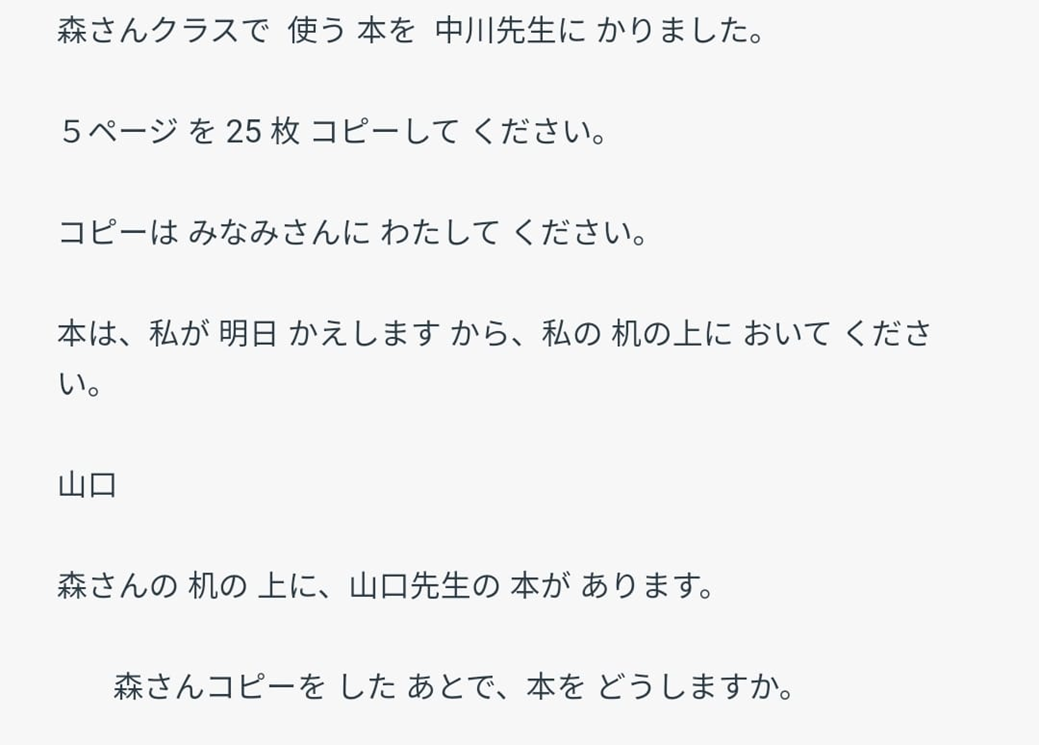 森さんクラスで 使う 本を 中川先生に かりました。
５ページ を 25 枚 コピーして ください。
コピーは みなみさんに わたして ください。
本は、私が 明日 かえします から、私の 机の上に おいて くださ
い。
山口
森さんの 机の 上に、山口先生の 本が あります。
森さんコピーを した あとで、本を どうしますか。